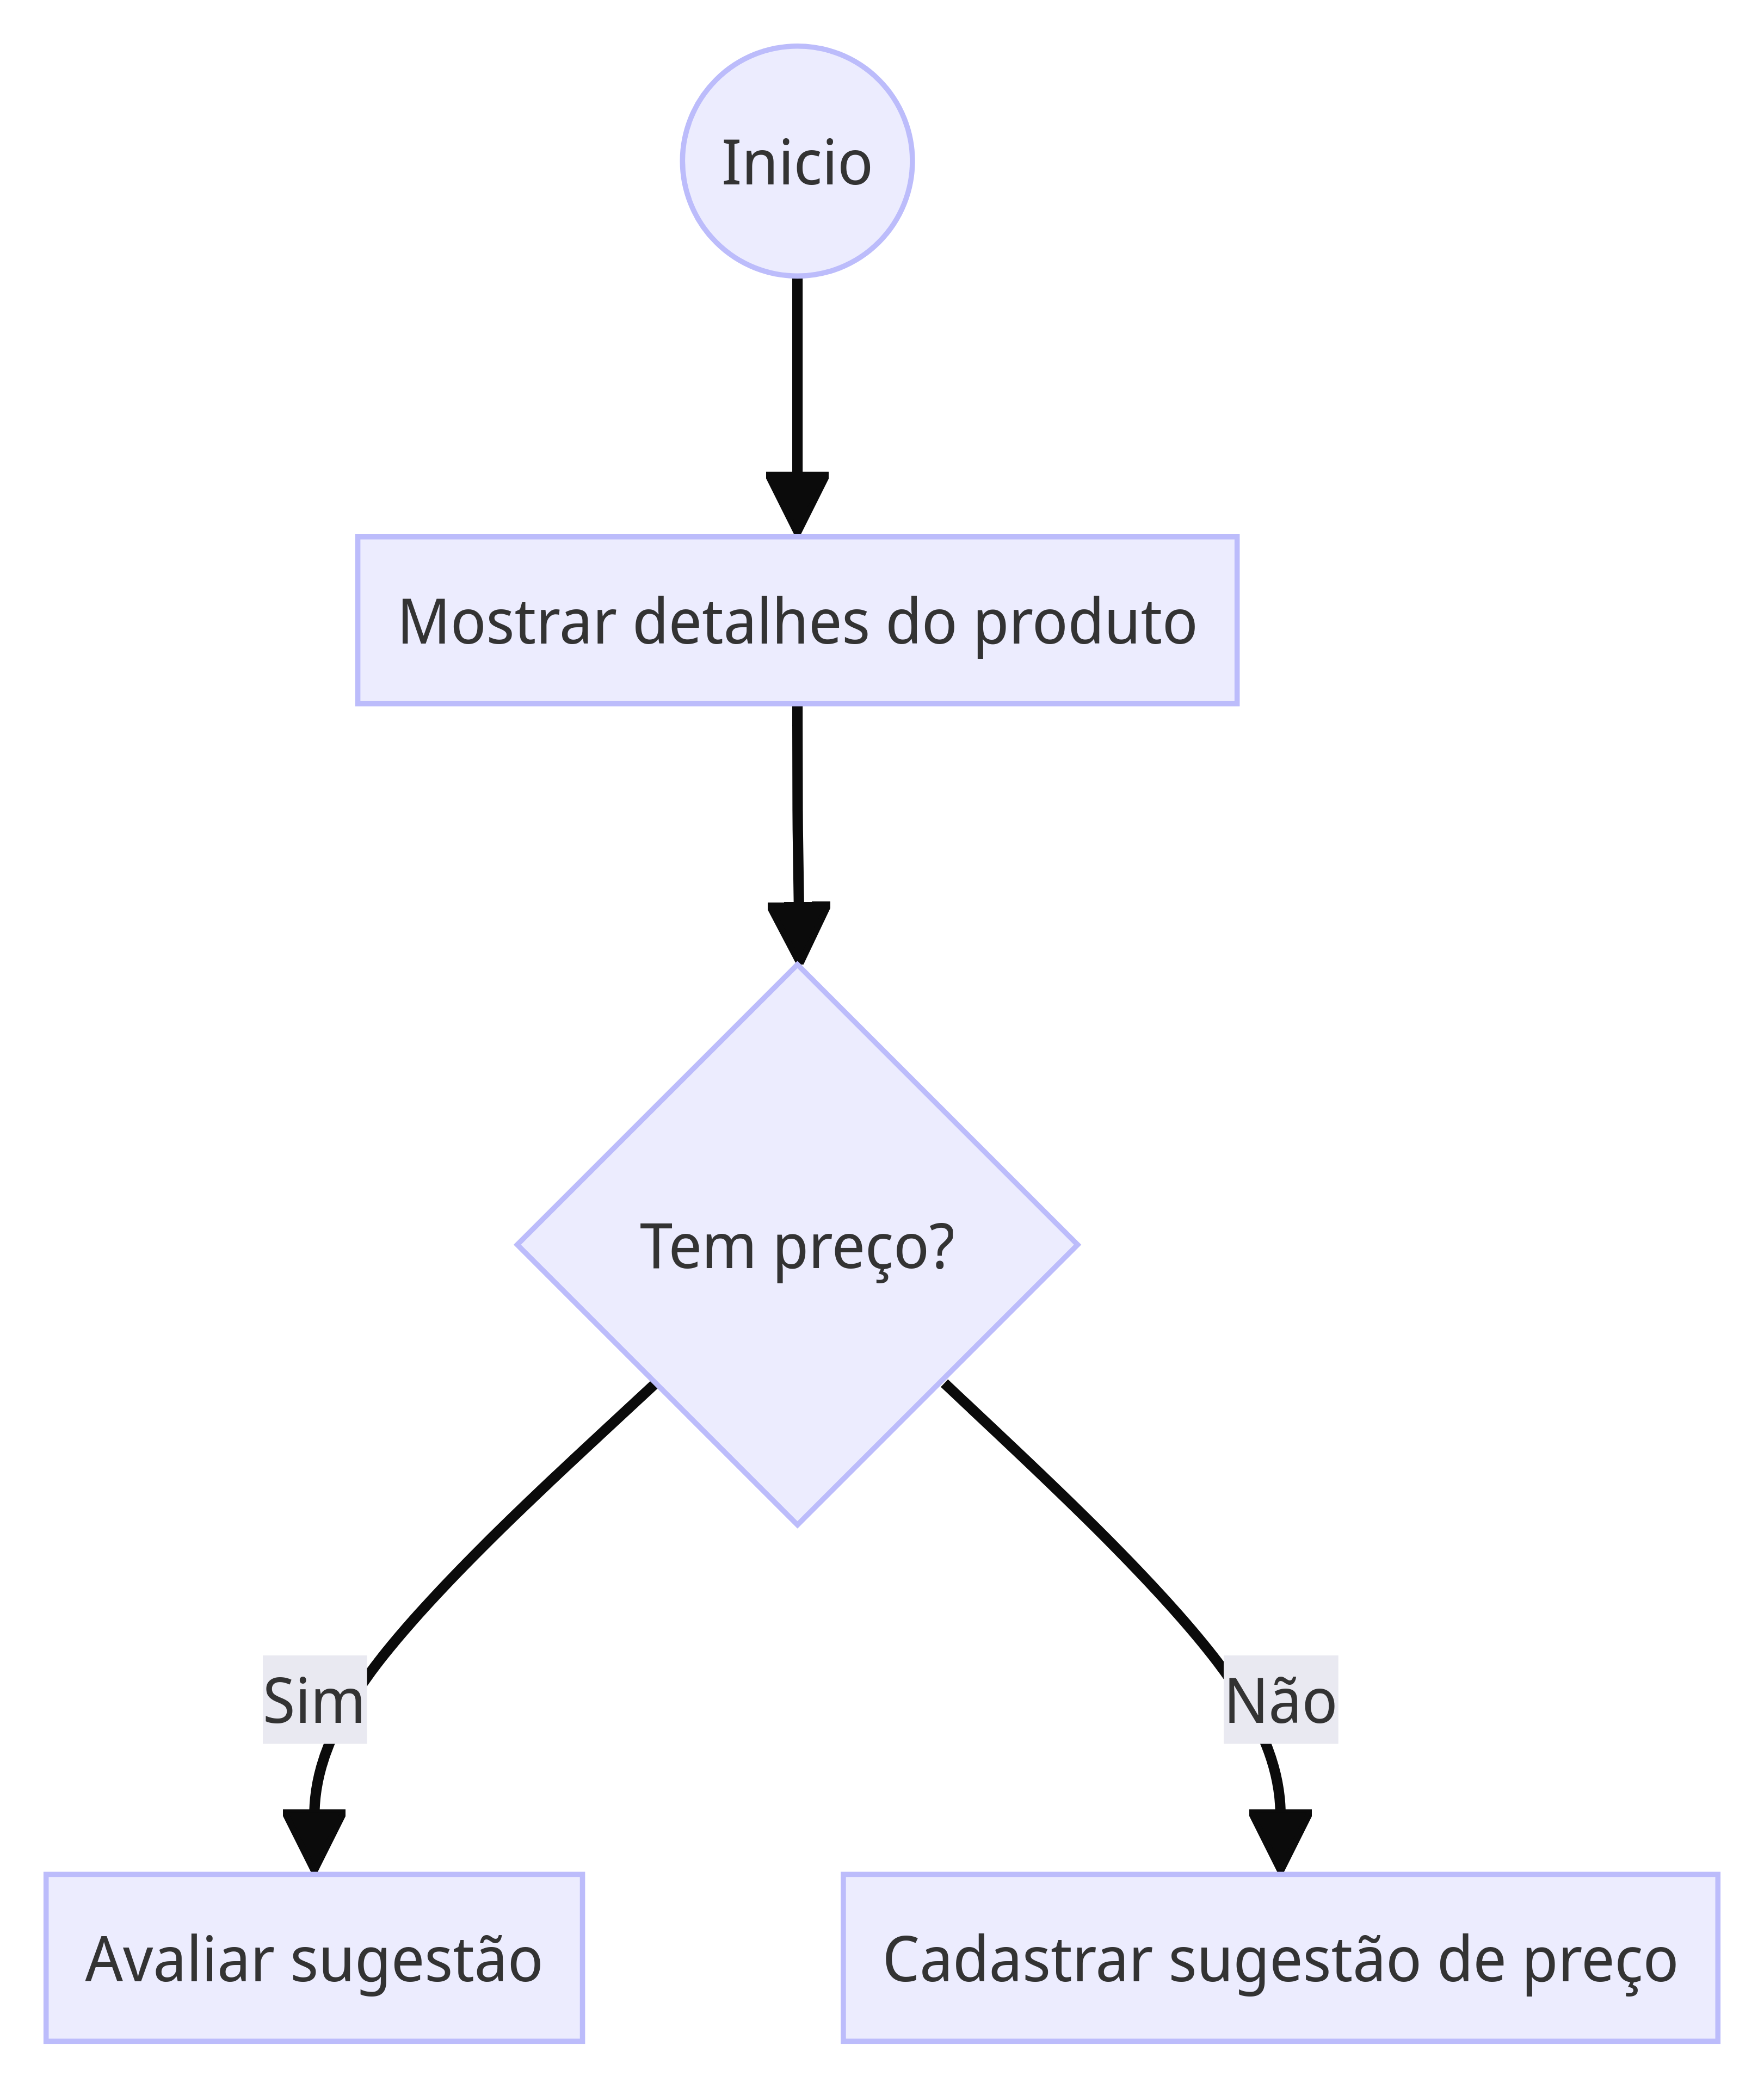 Inicio
Mostrar detalhes do produto
Tem preço?
Sim
Não
Avaliar sugestão
Cadastrar sugestão de preço